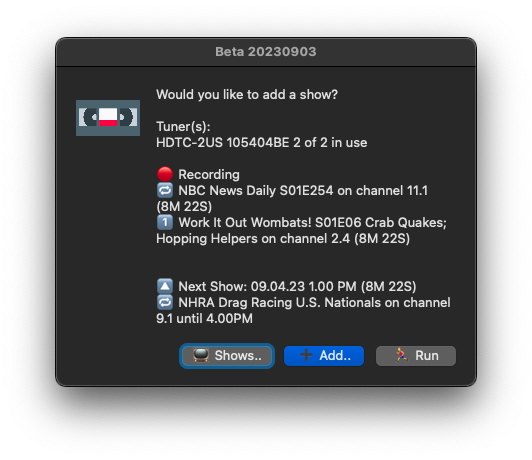 Beta 20230903
Would you like to add a show?
Tuner(s):
HDTC-2US 105404BE 2 of 2 in use
🔴 Recording
🔁 NBC News Daily S01E254 on channel 11.1
(8M 22S)
1️⃣ Work It Out Wombats! S01E06 Crab Quakes;
Hopping Helpers on channel 2.4 (8M 22S)
🔼 Next Show: 09.04.23 1.00 PM (8M 22S)
🔁 NHRA Drag Racing U.S. Nationals on channel
9.1 until 4.00PM
Shows.. ➕ Add.. Run